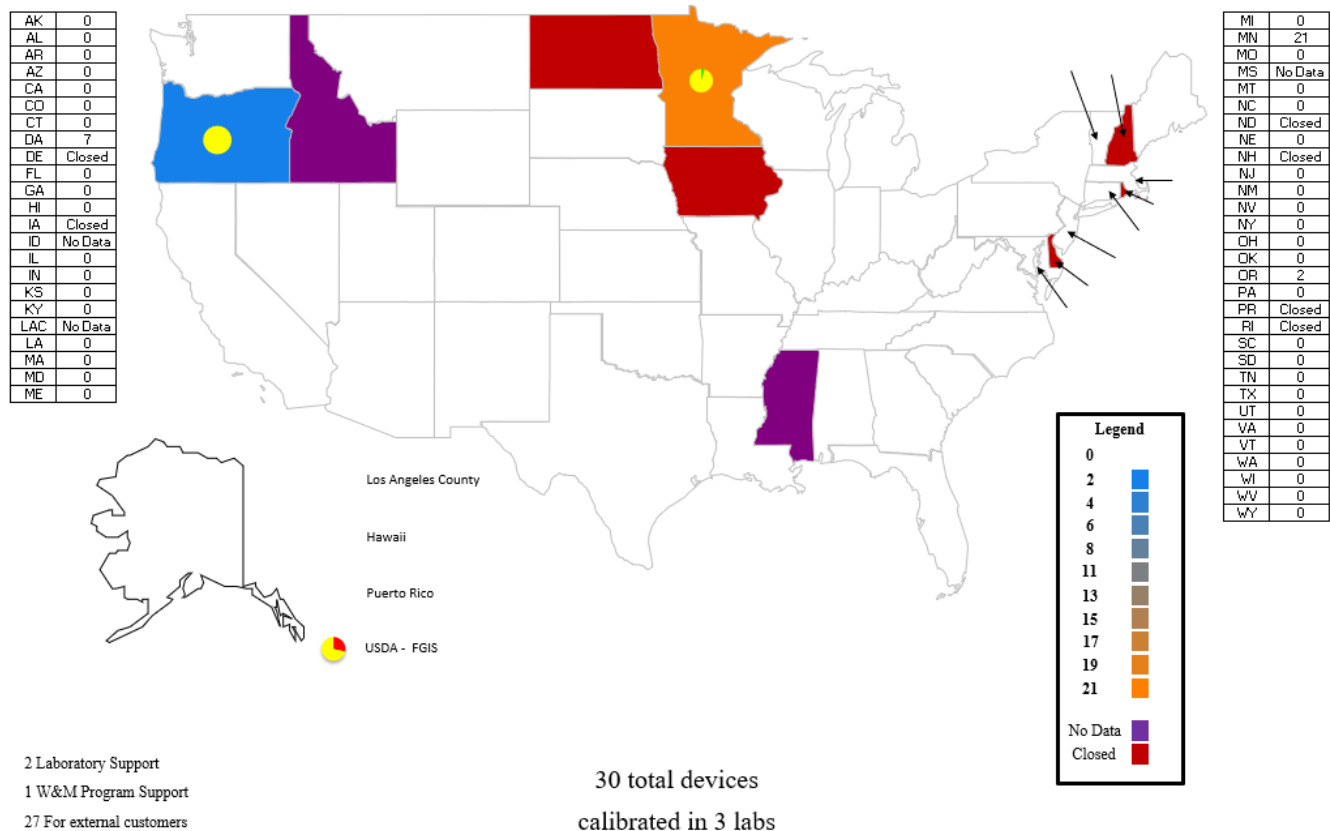 AK 0
AL 0
AR 0
AZ 0
CA 0
CO 0
CT 0
DA 7
DE Closed
FL 0
GA 0
HI 0
IA Closed
ID No Data
IL 0
IN 0
KS 0
KY 0
LAC No Data
LA 0
MA 0
MD 0
ME 0
MI 0
MN 21
MO 0
MS No Data
MT 0
NC 0
ND Closed
NE 0
NH Closed
NJ 0
NM 0
NV 0
NY 0
OH 0
OK 0
OR 2
PA 0
PR Closed
RI Closed
SC 0
SD 0
TN 0
TX 0
UT 0
VA 0
VT 0
WA 0
WI 0
WV 0
WY 0
Los Angeles County
Hawaii
Puerto Rico
USDA - FGIS
Legend
0
2
4
6
8
11
13
15
17
19
21
No Data
Closed
2 Laboratory Support
1 W&M Program Support
27 For external customers
30 total devices
calibrated in 3 labs